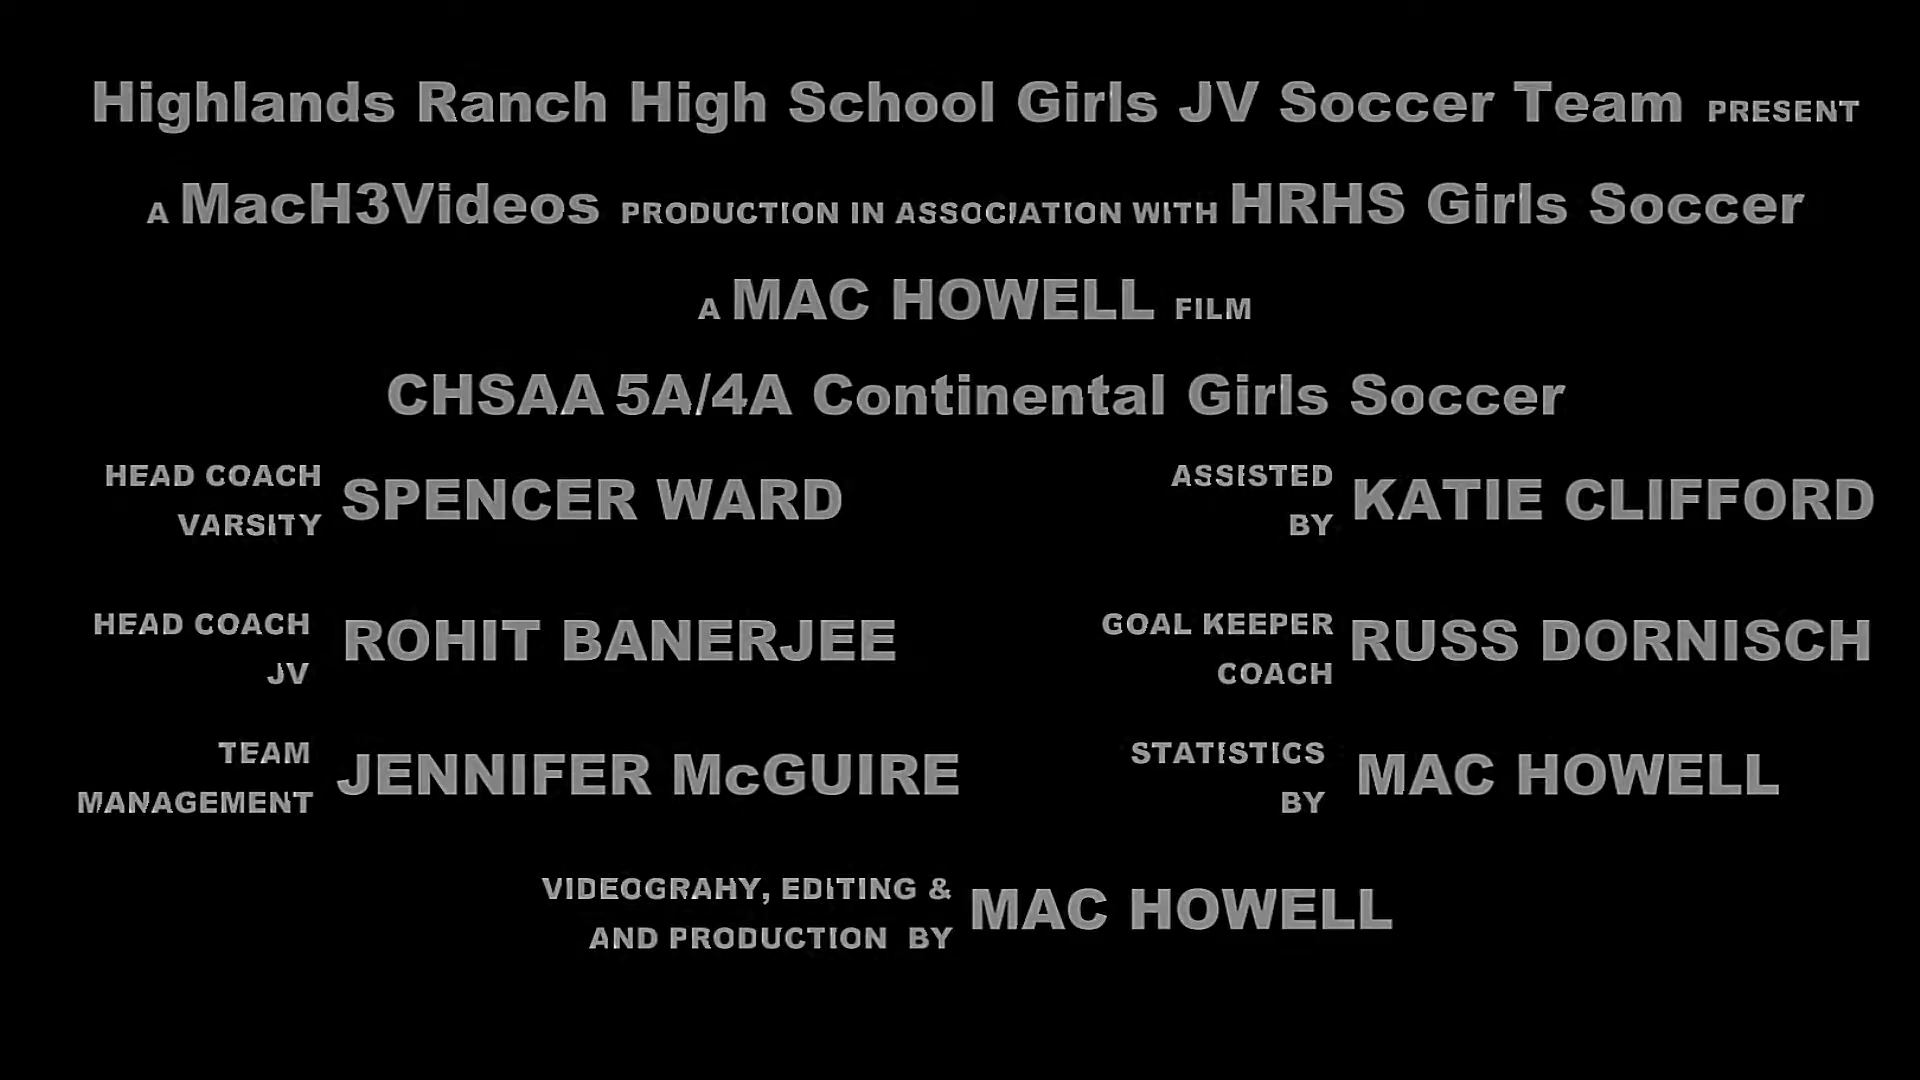 Highlands Ranch High School Girls JV Soccer Team PRESENT
A MacH3Videos PRODUCTION IN ASSOCIATION WITH HRHS Girls Soccer
A MAC HOWELL FILM
CHSAA 5A/4A Continental Girls Soccer
HEAD COACH
VARSITY
SPENCER WARD
ASSISTED
BY
KATIE CLIFFORD
HEAD COACH
JV
ROHIT BANERJEE
GOAL KEEPER
COACH
RUSS DORNISCH
TEAM
MANAGEMENT
JENNIFER McGUIRE
STATISTICS
BY
MAC HOWELL
VIDEOGRAHY, EDITING &
AND PRODUCTION BY
MAC HOWELL